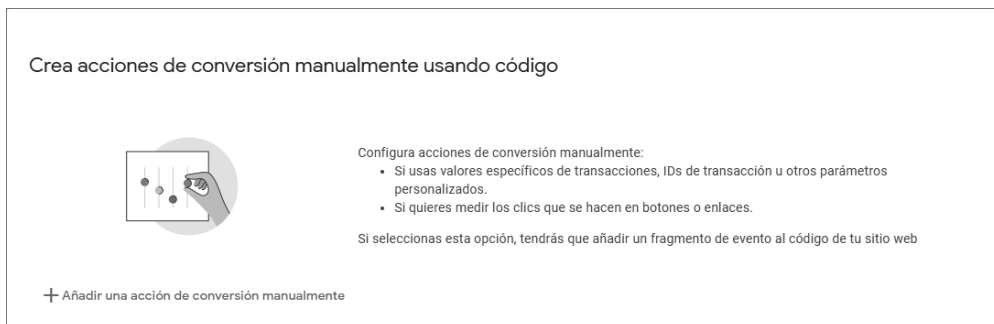 Crea acciones de conversión manualmente usando código
Configura acciones de conversión manualmente:
• Si usas valores específicos de transacciones, IDs de transacción u otros parámetros
personalizados.
• Si quieres medir los clics que se hacen en botones o enlaces.
Si seleccionas esta opción, tendrás que añadir un fragmento de evento al código de tu sitio web
+ Añadir una acción de conversión manualmente